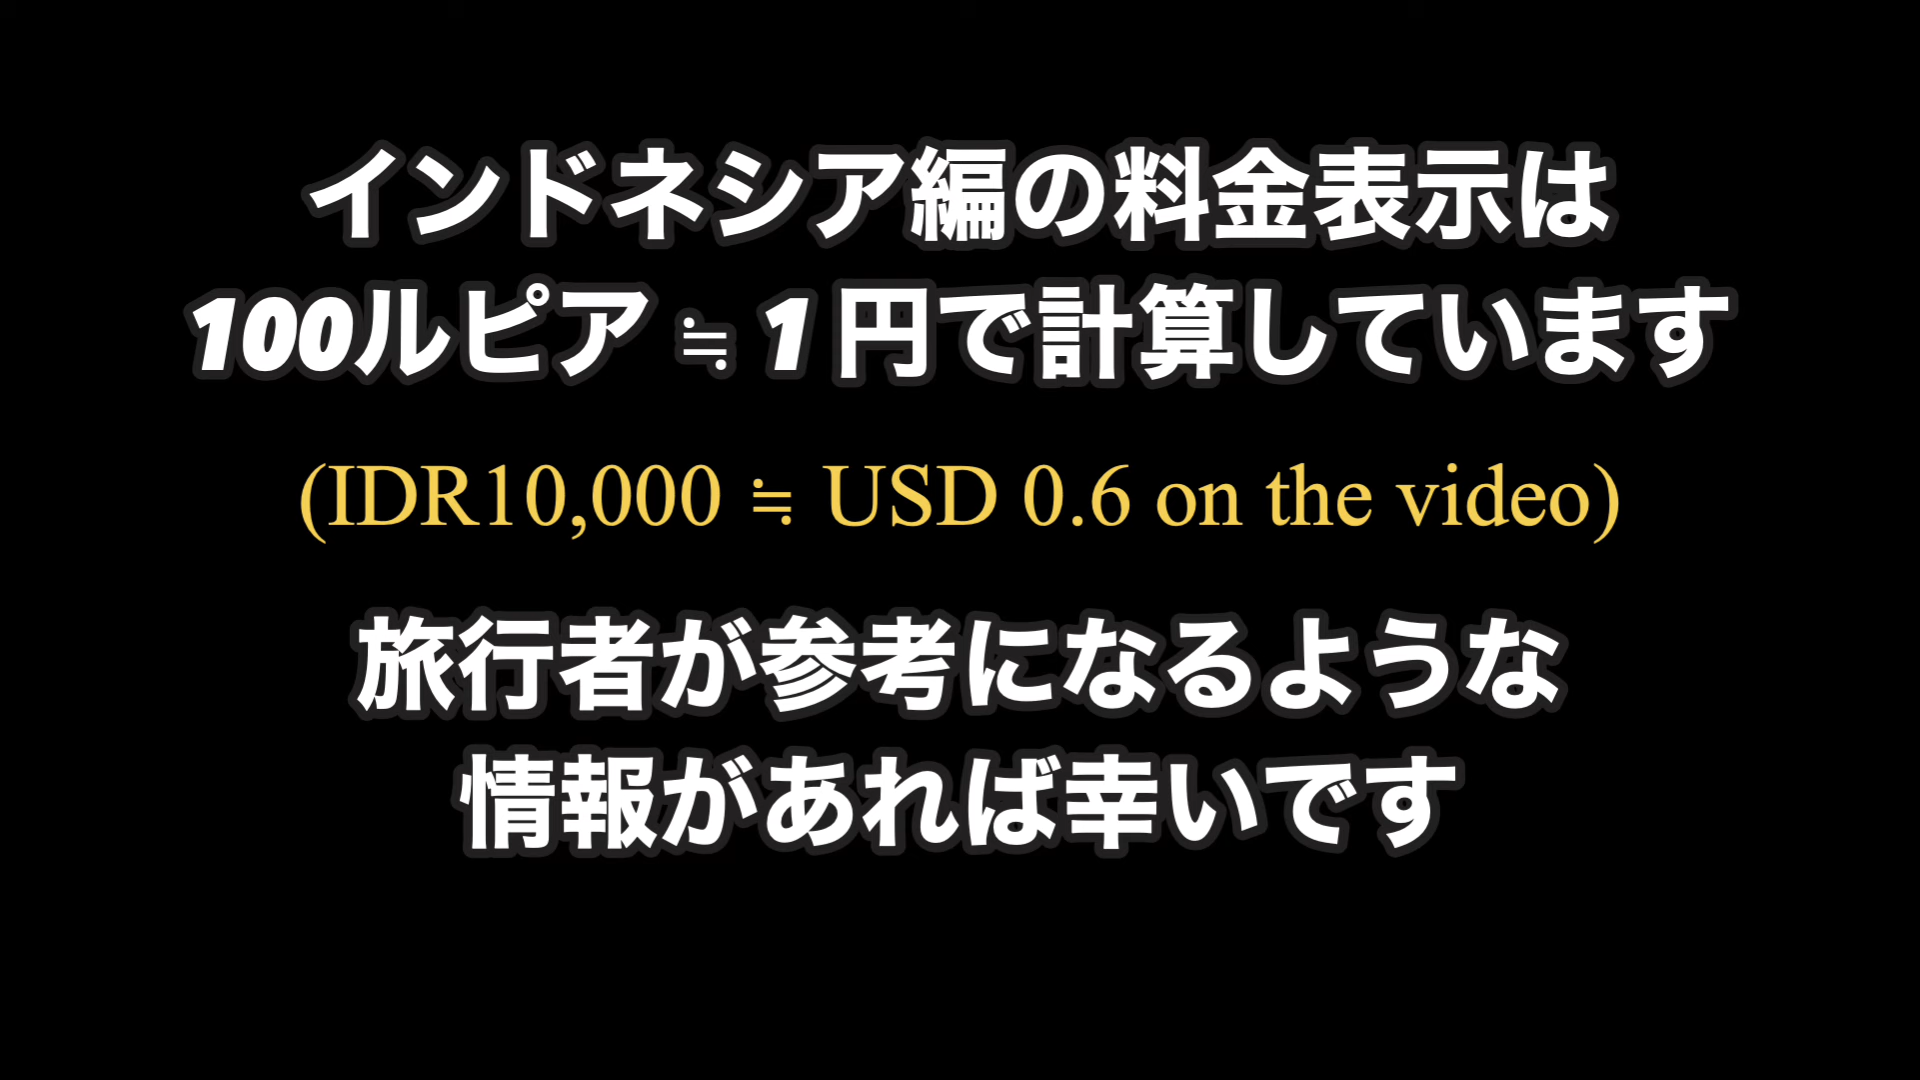 インドネシア編の料金表示は
100ルピア ≒ 1円で計算しています
(IDR10,000 ≒ USD 0.6 on the video)
旅行者が参考になるような
情報があれば幸いです